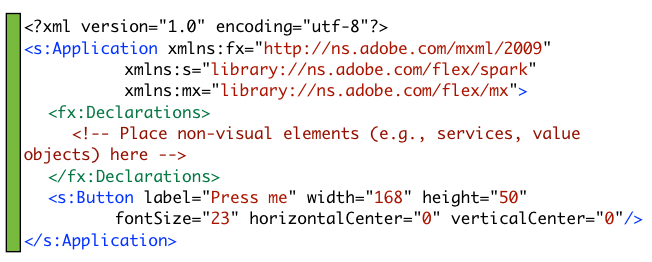 <?xml version="1.0" encoding="utf-8"?>
<s:Application xmlns:fx="http://ns.adobe.com/mxml/2009"
xmlns:s="library://ns.adobe.com/flex/spark"
xmlns:mx="library://ns.adobe.com/flex/mx">
<fx:Declarations>
<!-- Place non-visual elements (e.g., services, value
objects) here -->
</fx:Declarations>
<s:Button label="Press me" width="168" height="50"
fontSize="23" horizontalCenter="0" verticalCenter="0"/>
</s:Application>